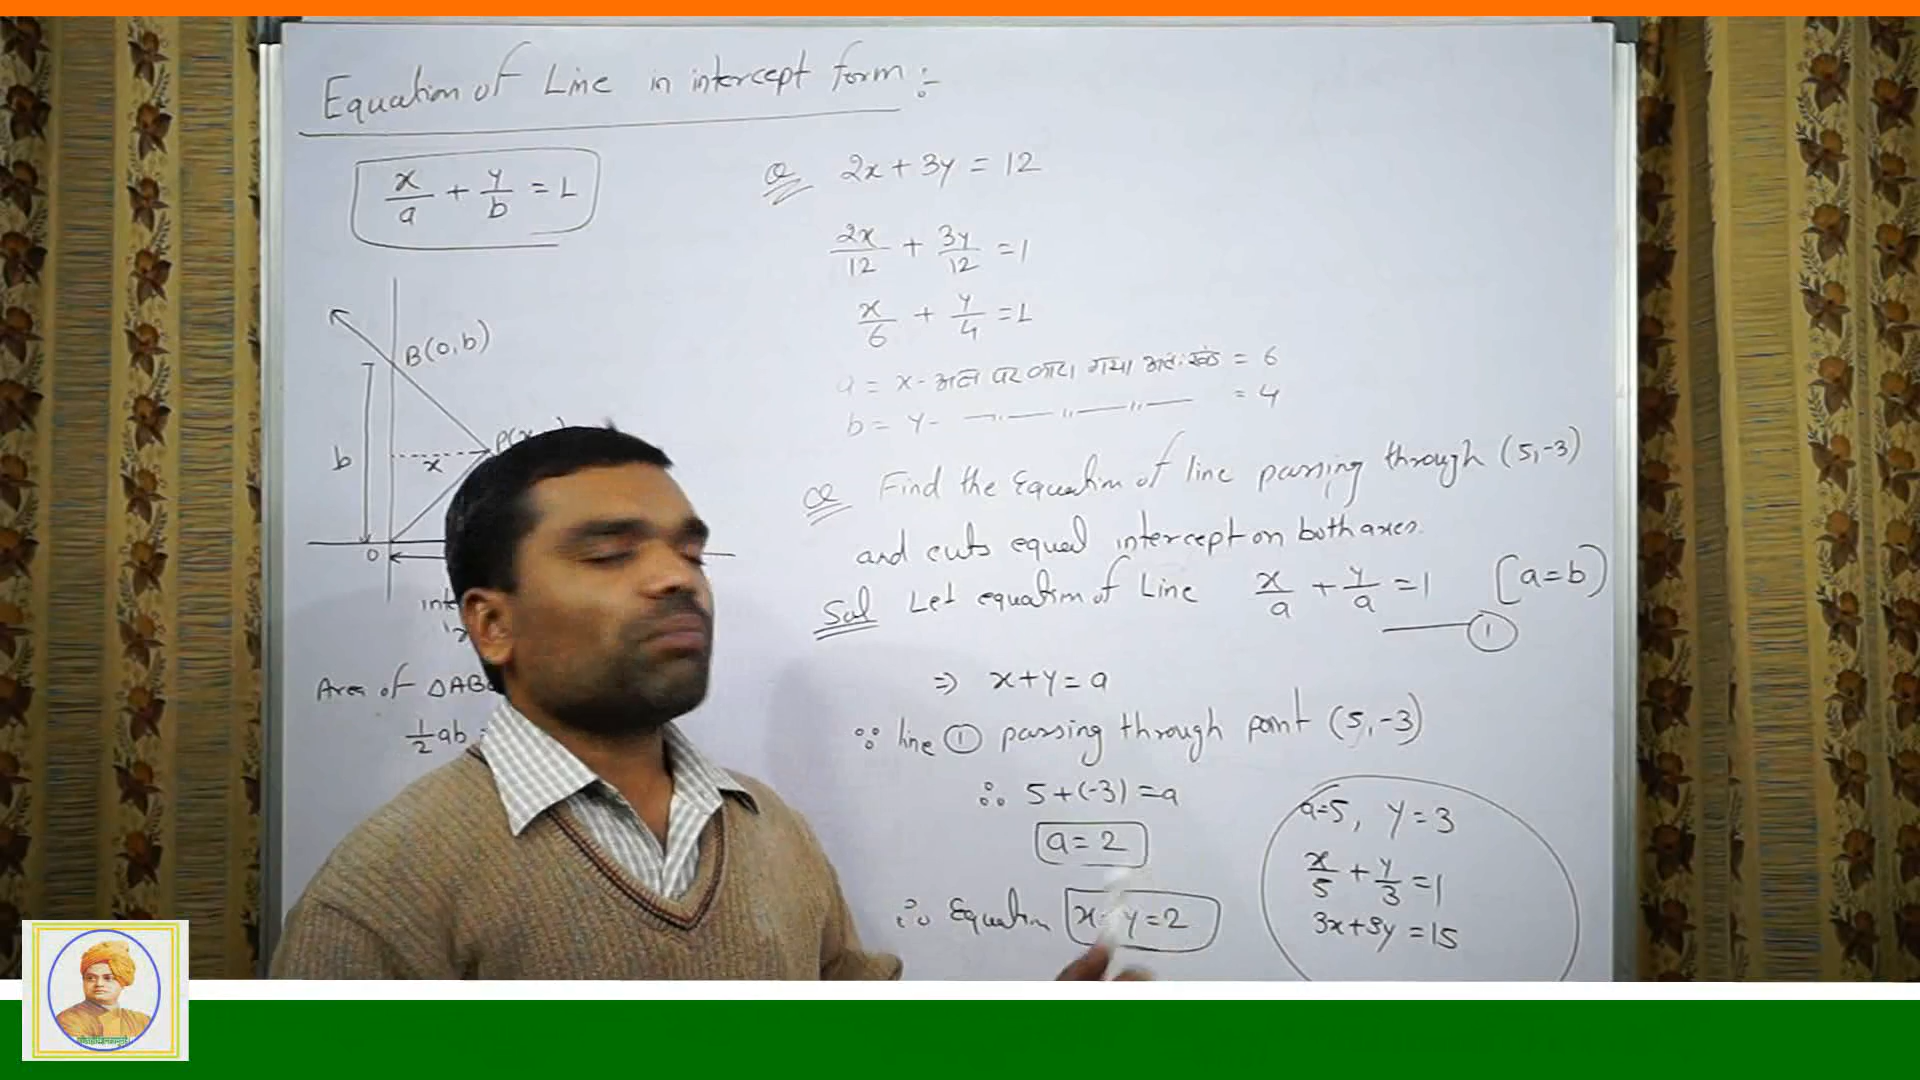 Equation of Line in intercept form :-
x/a + y/b = 1
B(0,b)
b
x
P(x
O
Area of △AB
1/2 ab
Q 2x + 3y = 12
2x/12 + 3y/12 = 1
x/6 + y/4 = 1
a = x - अक्ष पर काटा गया अंतःखंड = 6
b = y - —〃—〃—〃— = 4
Q Find the Equation of line passing through (5,-3)
and cuts equal intercept on both axes.
Sol Let equation of Line x/a + y/a = 1 [a=b)
— ①
⇒ x+y = a
∵ line ① passing through point (5,-3)
∴ 5+(-3) = a
a = 2
∴ Equation x+y=2
a=5, y=3
x/5 + y/3 = 1
3x+5y = 15